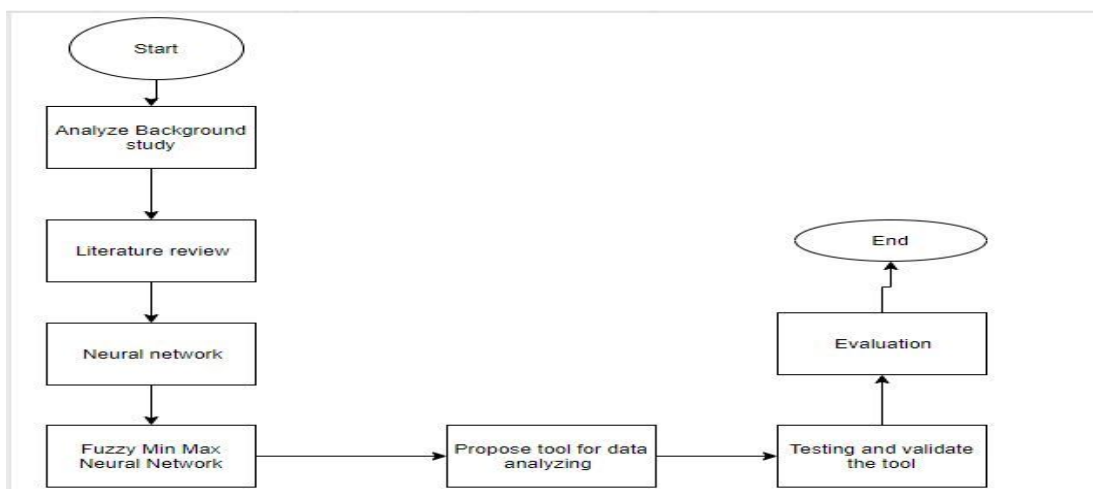 Start
Analyze Background
study
Literature review
Neural network
Fuzzy Min Max
Neural Network
Propose tool for data
analyzing
Testing and validate
the tool
Evaluation
End